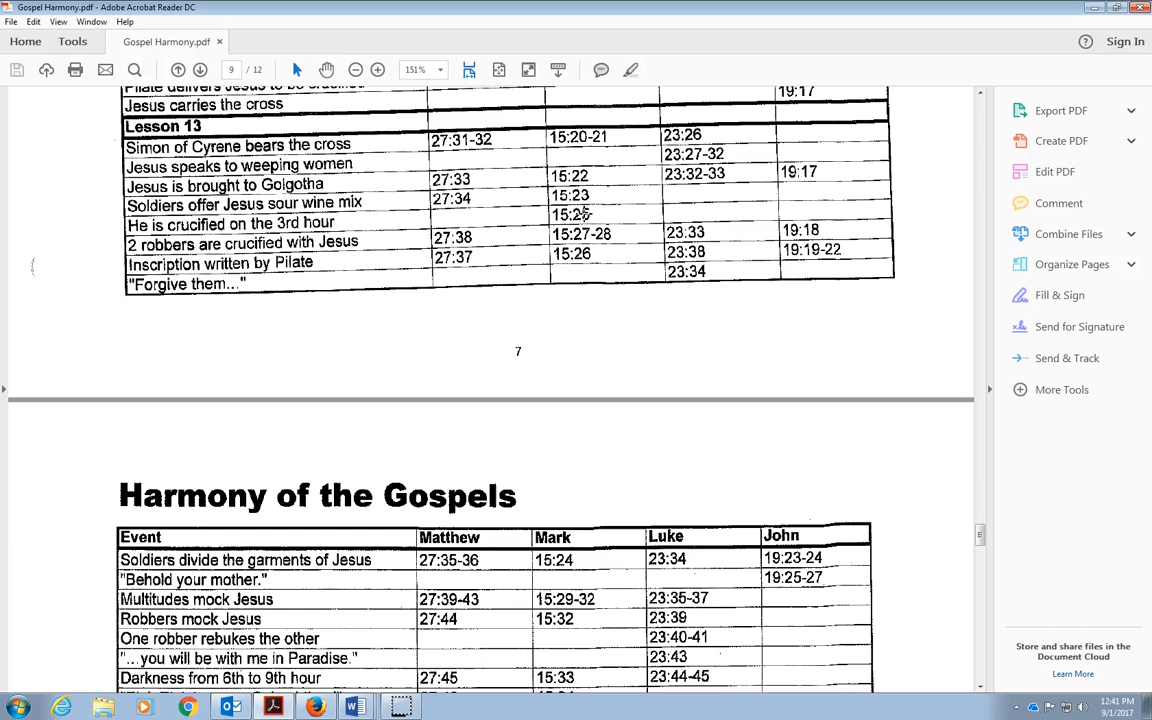 Gospel Harmony.pdf - Adobe Acrobat Reader DC
File Edit View Window Help
Home Tools Gospel Harmony.pdf × Sign In
9 / 12 151%
Pilate delivers Jesus to be crucified
Jesus carries the cross 19:17
Lesson 13
Simon of Cyrene bears the cross 27:31-32 15:20-21 23:26
Jesus speaks to weeping women 23:27-32
Jesus is brought to Golgotha 27:33 15:22 23:32-33 19:17
Soldiers offer Jesus sour wine mix 27:34 15:23
He is crucified on the 3rd hour 15:25
2 robbers are crucified with Jesus 27:38 15:27-28 23:33 19:18
Inscription written by Pilate 27:37 15:26 23:38 19:19-22
"Forgive them..." 23:34
7
Harmony of the Gospels
Event Matthew Mark Luke John
Soldiers divide the garments of Jesus 27:35-36 15:24 23:34 19:23-24
"Behold your mother." 19:25-27
Multitudes mock Jesus 27:39-43 15:29-32 23:35-37
Robbers mock Jesus 27:44 15:32 23:39
One robber rebukes the other 23:40-41
"...you will be with me in Paradise." 23:43
Darkness from 6th to 9th hour 27:45 15:33 23:44-45
Export PDF
Create PDF
Edit PDF
Comment
Combine Files
Organize Pages
Fill & Sign
Send for Signature
Send & Track
More Tools
Store and share files in the
Document Cloud
Learn More
12:41 PM
9/1/2017